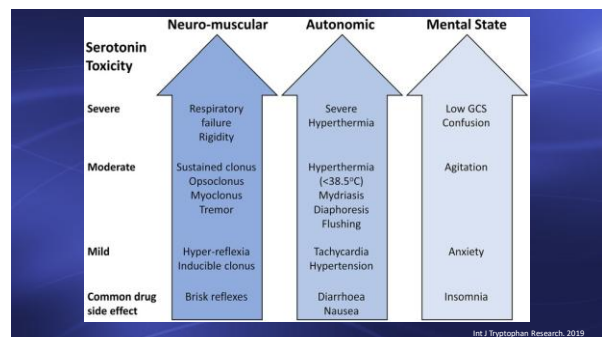 Neuro-muscular Autonomic Mental State
Serotonin
Toxicity
Severe Respiratory Severe Low GCS
failure Hyperthermia Confusion
Rigidity
Moderate Sustained clonus Hyperthermia Agitation
Opsoclonus (<38.5°C)
Myoclonus Mydriasis
Tremor Diaphoresis
Flushing
Mild Hyper-reflexia Tachycardia Anxiety
Inducible clonus Hypertension
Common drug Brisk reflexes Diarrhoea Insomnia
side effect Nausea
Int J Tryptophan Research. 2019